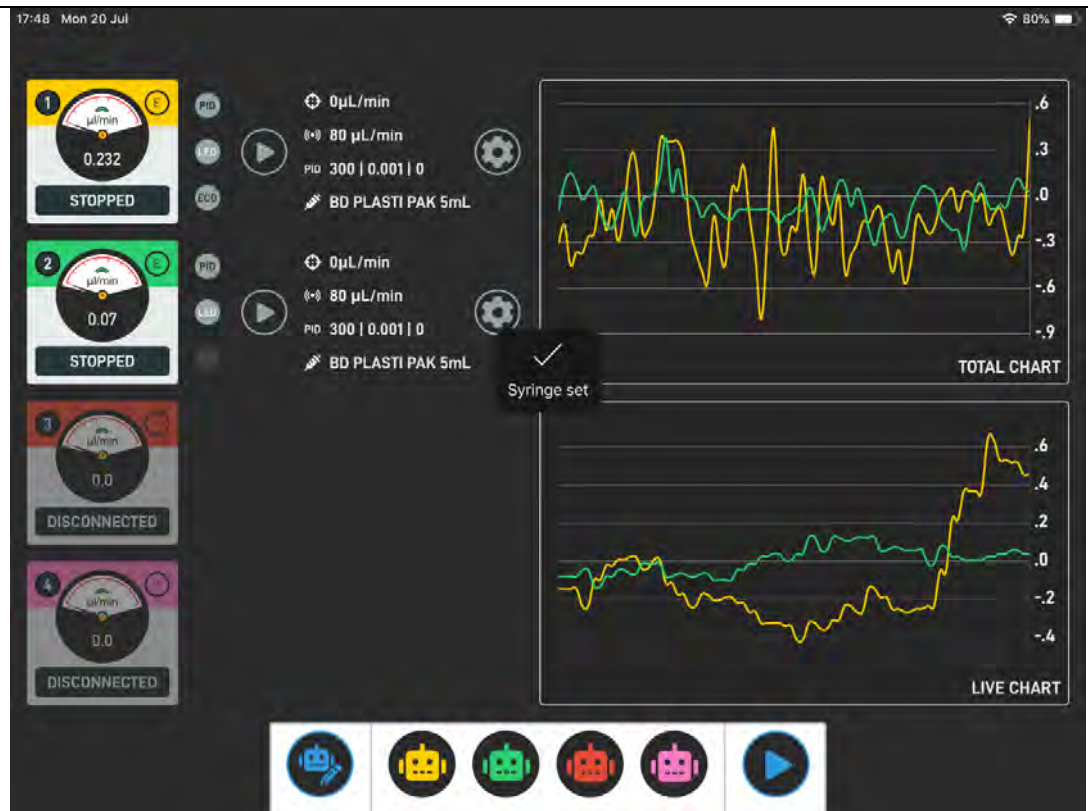 17:48 Mon 20 Jul
80%
1
E
µl/min
0.232
STOPPED
PID
LED
ECO
0µL/min
80 µL/min
PID 300 | 0.001 | 0
BD PLASTI PAK 5mL
2
E
µl/min
0.07
STOPPED
PID
LED
0µL/min
80 µL/min
PID 300 | 0.001 | 0
BD PLASTI PAK 5mL
3
µl/min
0.0
DISCONNECTED
4
µl/min
0.0
DISCONNECTED
Syringe set
.6
.3
.0
-.3
-.6
-.9
TOTAL CHART
.6
.4
.2
.0
-.2
-.4
LIVE CHART